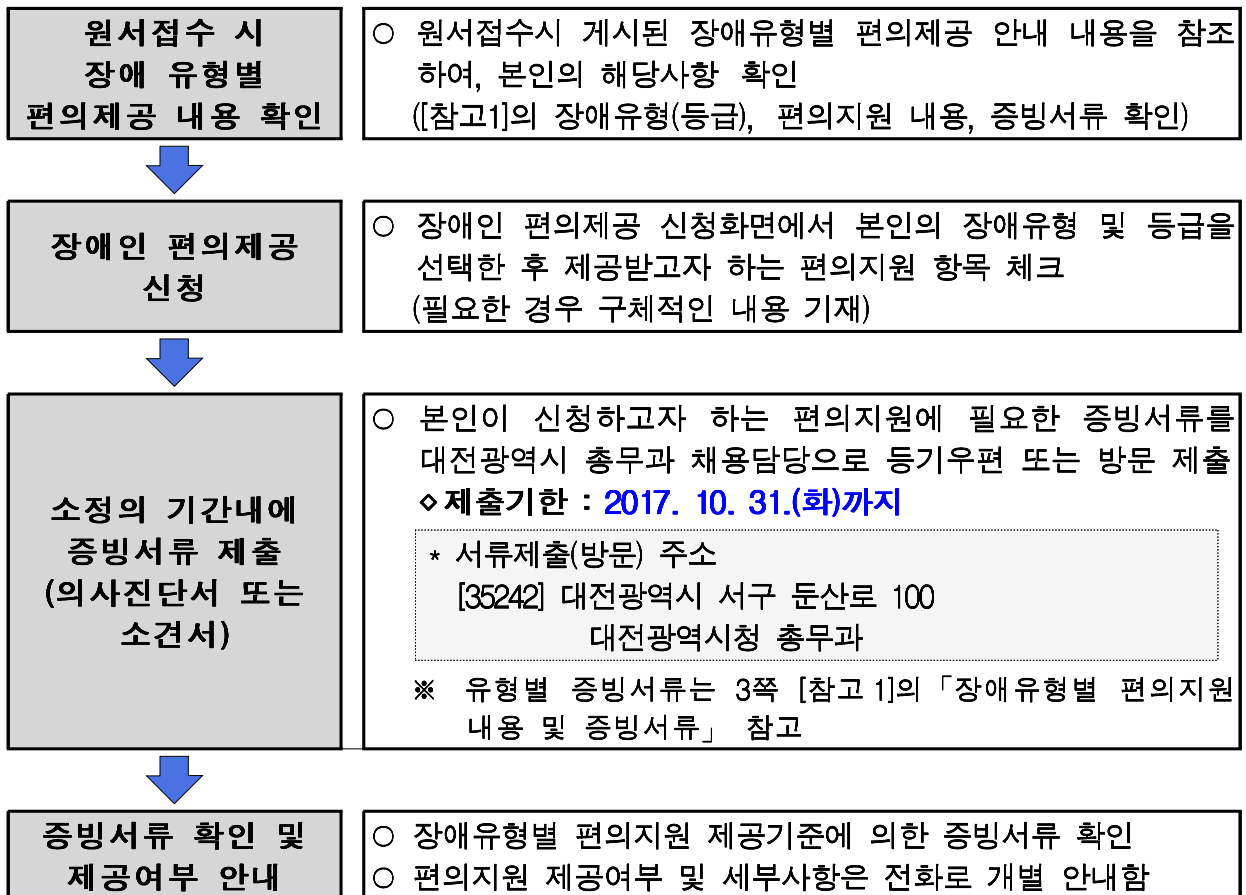 원서접수 시
장애 유형별
편의제공 내용 확인
○ 원서접수시 게시된 장애유형별 편의제공 안내 내용을 참조
하여, 본인의 해당사항 확인
([참고1]의 장애유형(등급), 편의지원 내용, 증빙서류 확인)
장애인 편의제공
신청
○ 장애인 편의제공 신청화면에서 본인의 장애유형 및 등급을
선택한 후 제공받고자 하는 편의지원 항목 체크
(필요한 경우 구체적인 내용 기재)
소정의 기간내에
증빙서류 제출
(의사진단서 또는
소견서)
○ 본인이 신청하고자 하는 편의지원에 필요한 증빙서류를
대전광역시 총무과 채용담당으로 등기우편 또는 방문 제출
◇제출기한 : 2017. 10. 31.(화)까지
* 서류제출(방문) 주소
[35242] 대전광역시 서구 둔산로 100
대전광역시청 총무과
※ 유형별 증빙서류는 3쪽 [참고 1]의「장애유형별 편의지원
내용 및 증빙서류」 참고
증빙서류 확인 및
제공여부 안내
○ 장애유형별 편의지원 제공기준에 의한 증빙서류 확인
○ 편의지원 제공여부 및 세부사항은 전화로 개별 안내함